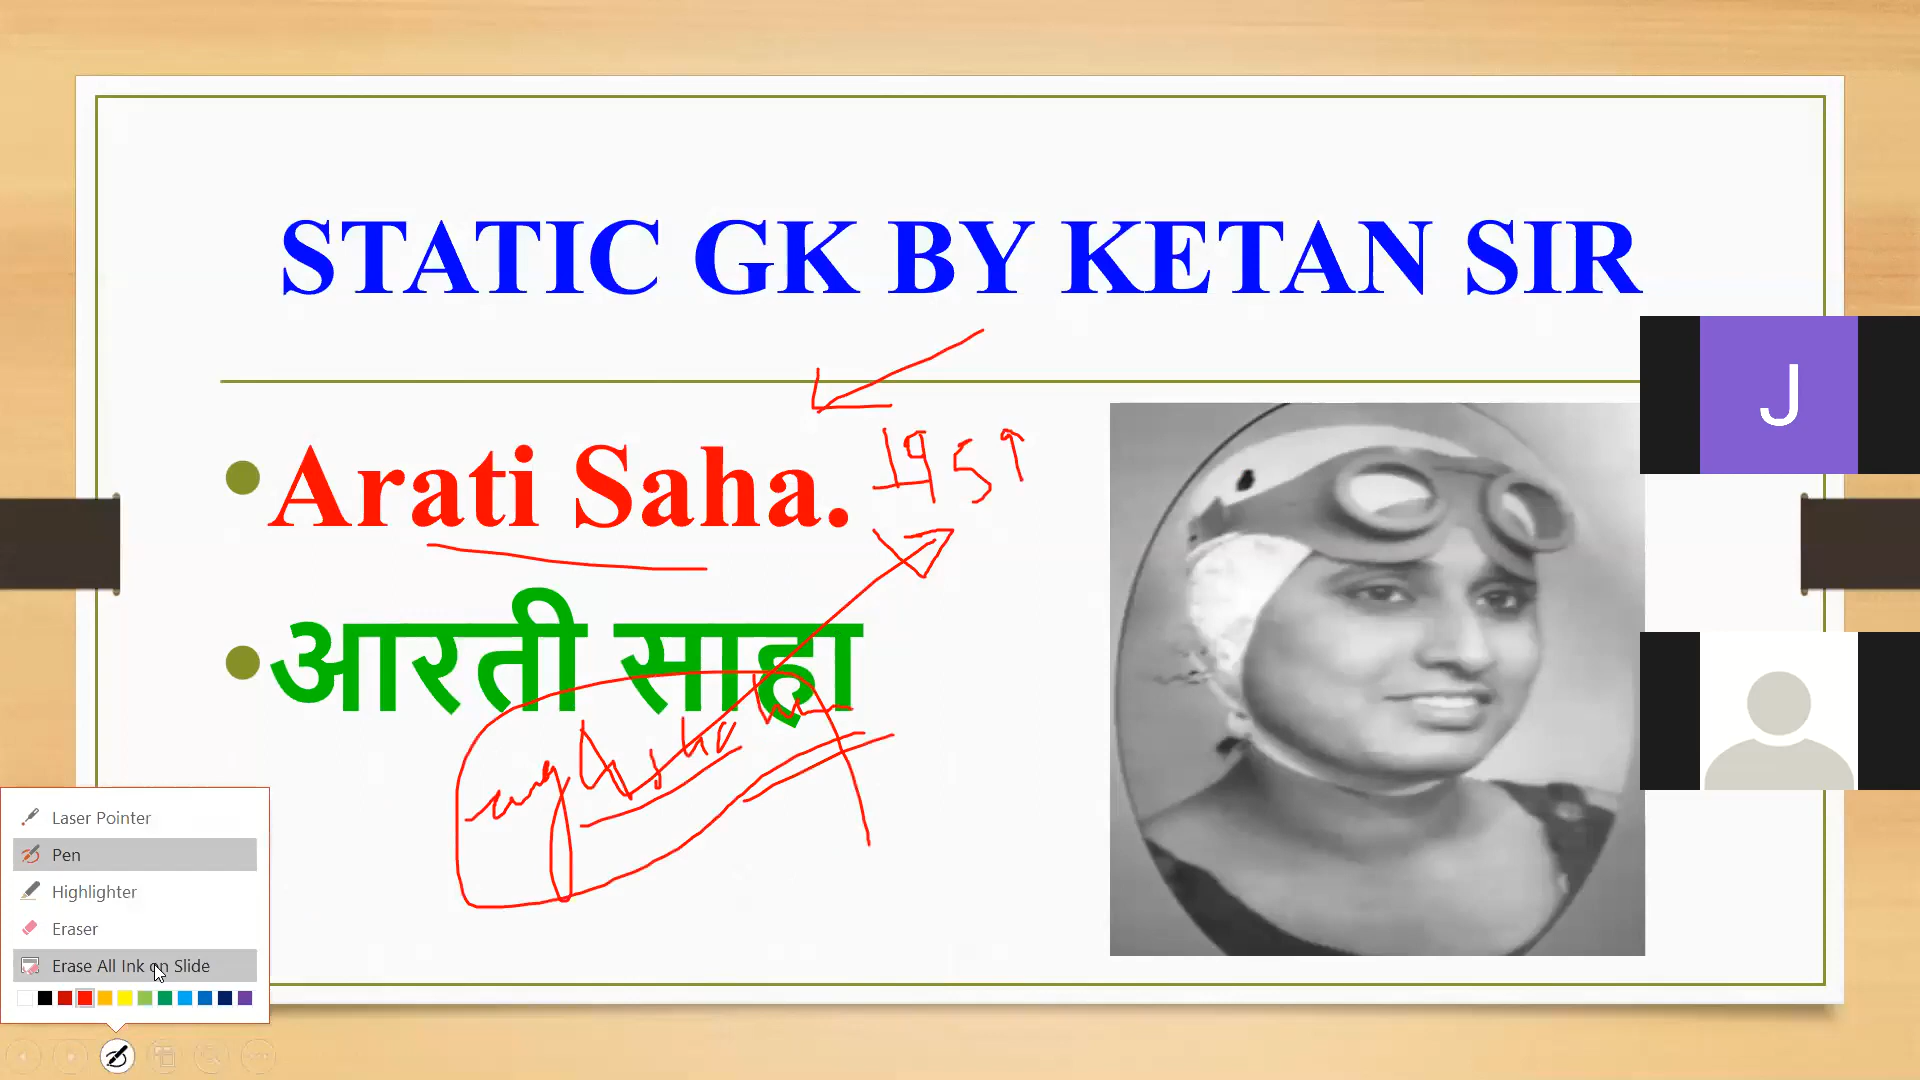 STATIC GK BY KETAN SIR
J
Arati Saha.
1959
आरती साहा
Laser Pointer
Pen
Highlighter
Eraser
Erase All Ink on Slide